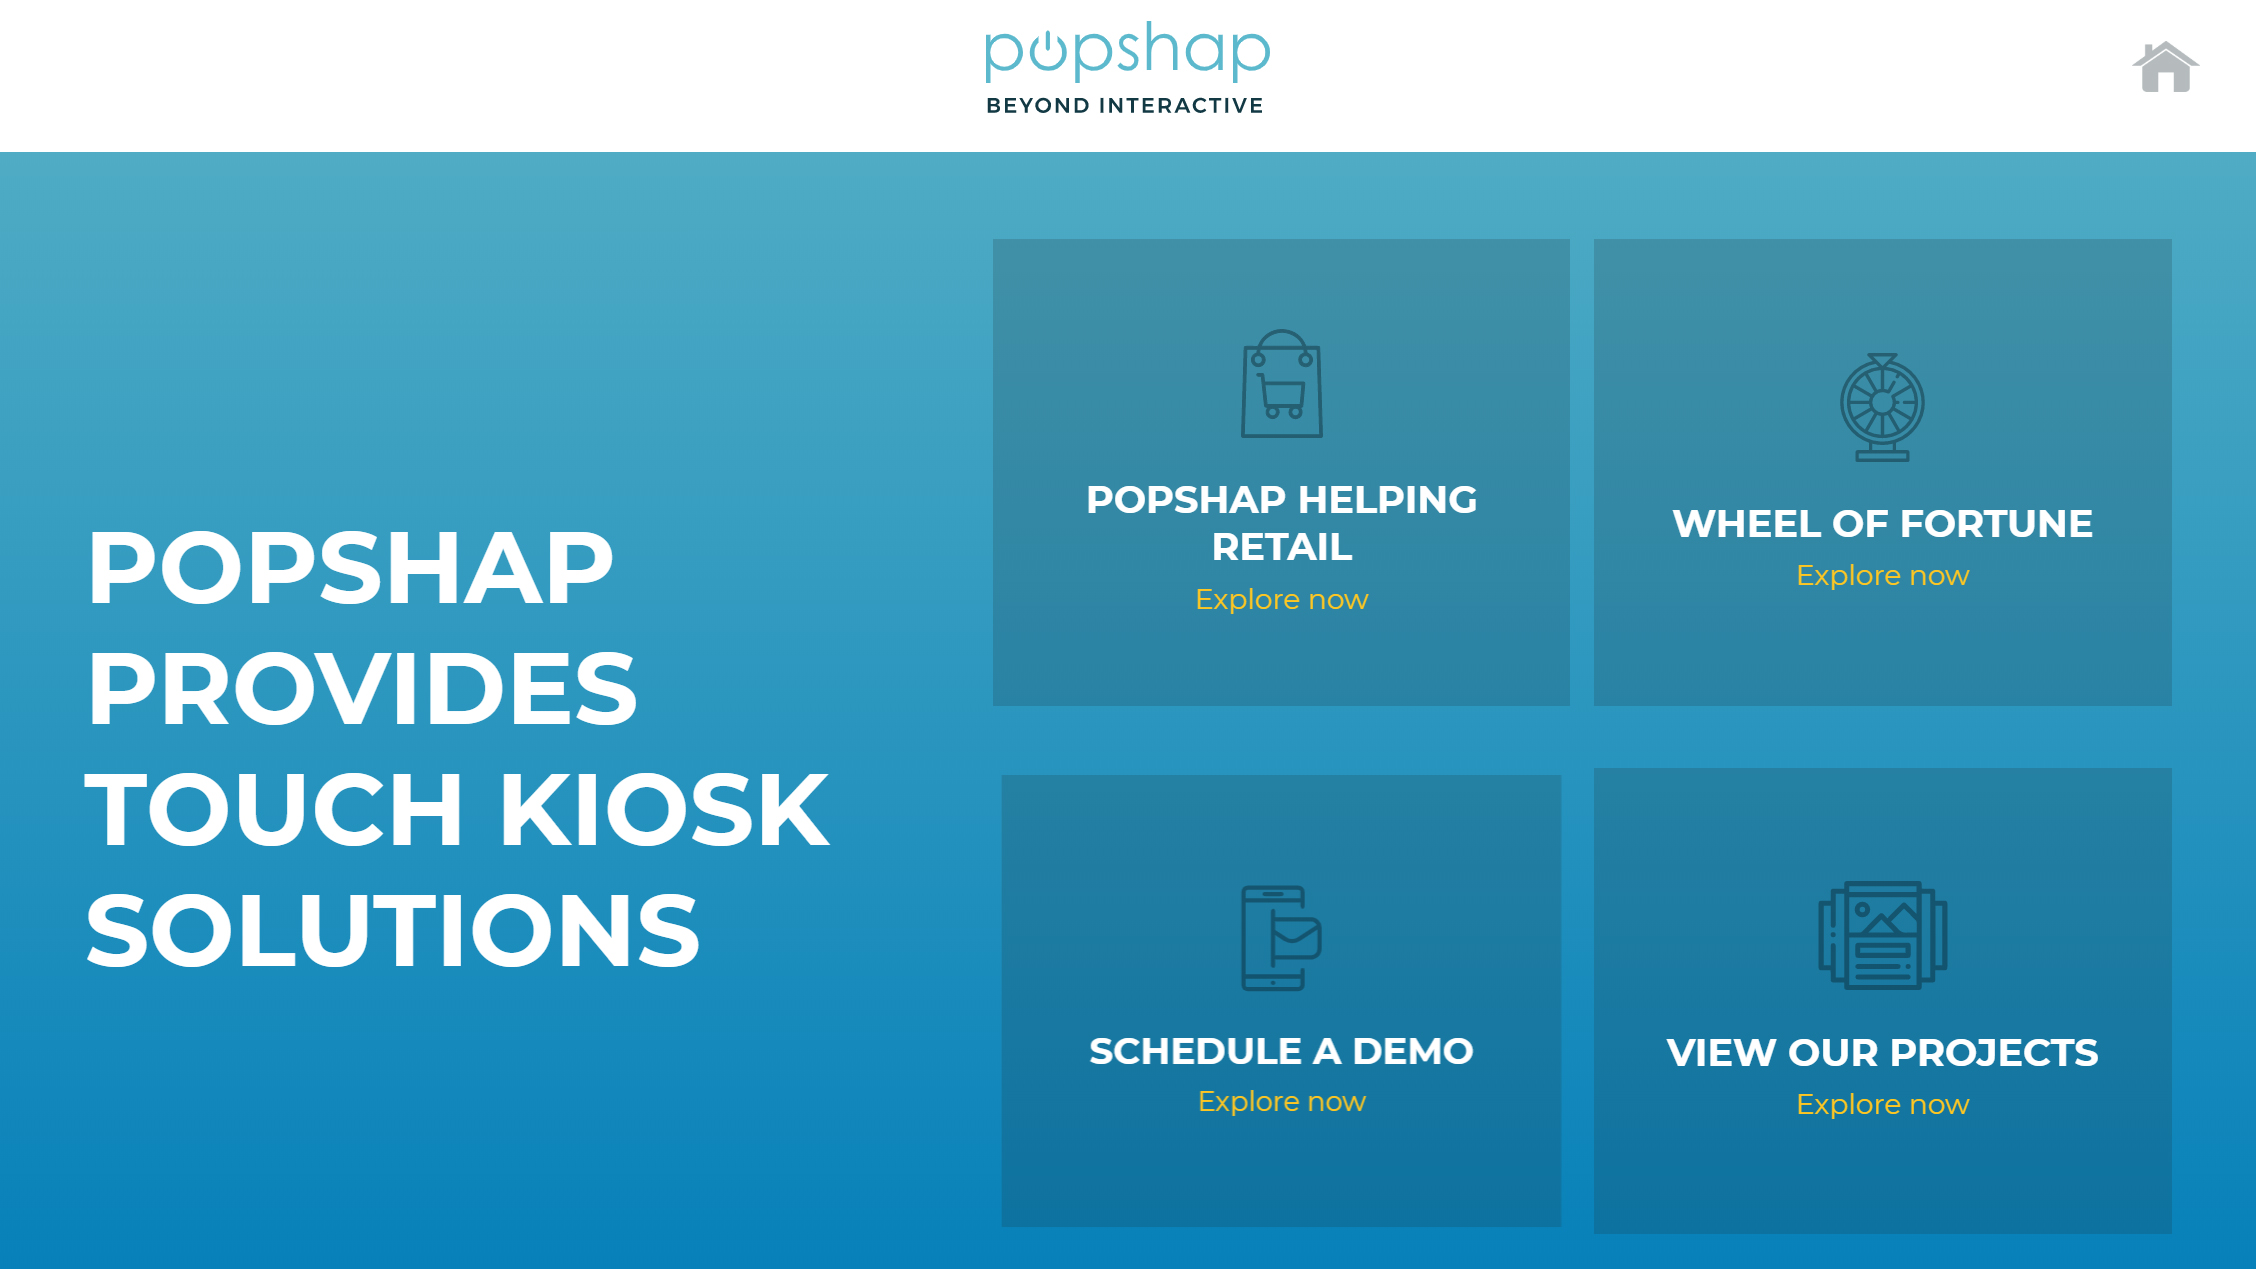 popshap
BEYOND INTERACTIVE
POPSHAP
PROVIDES
TOUCH KIOSK
SOLUTIONS
POPSHAP HELPING
RETAIL
Explore now
WHEEL OF FORTUNE
Explore now
SCHEDULE A DEMO
Explore now
VIEW OUR PROJECTS
Explore now